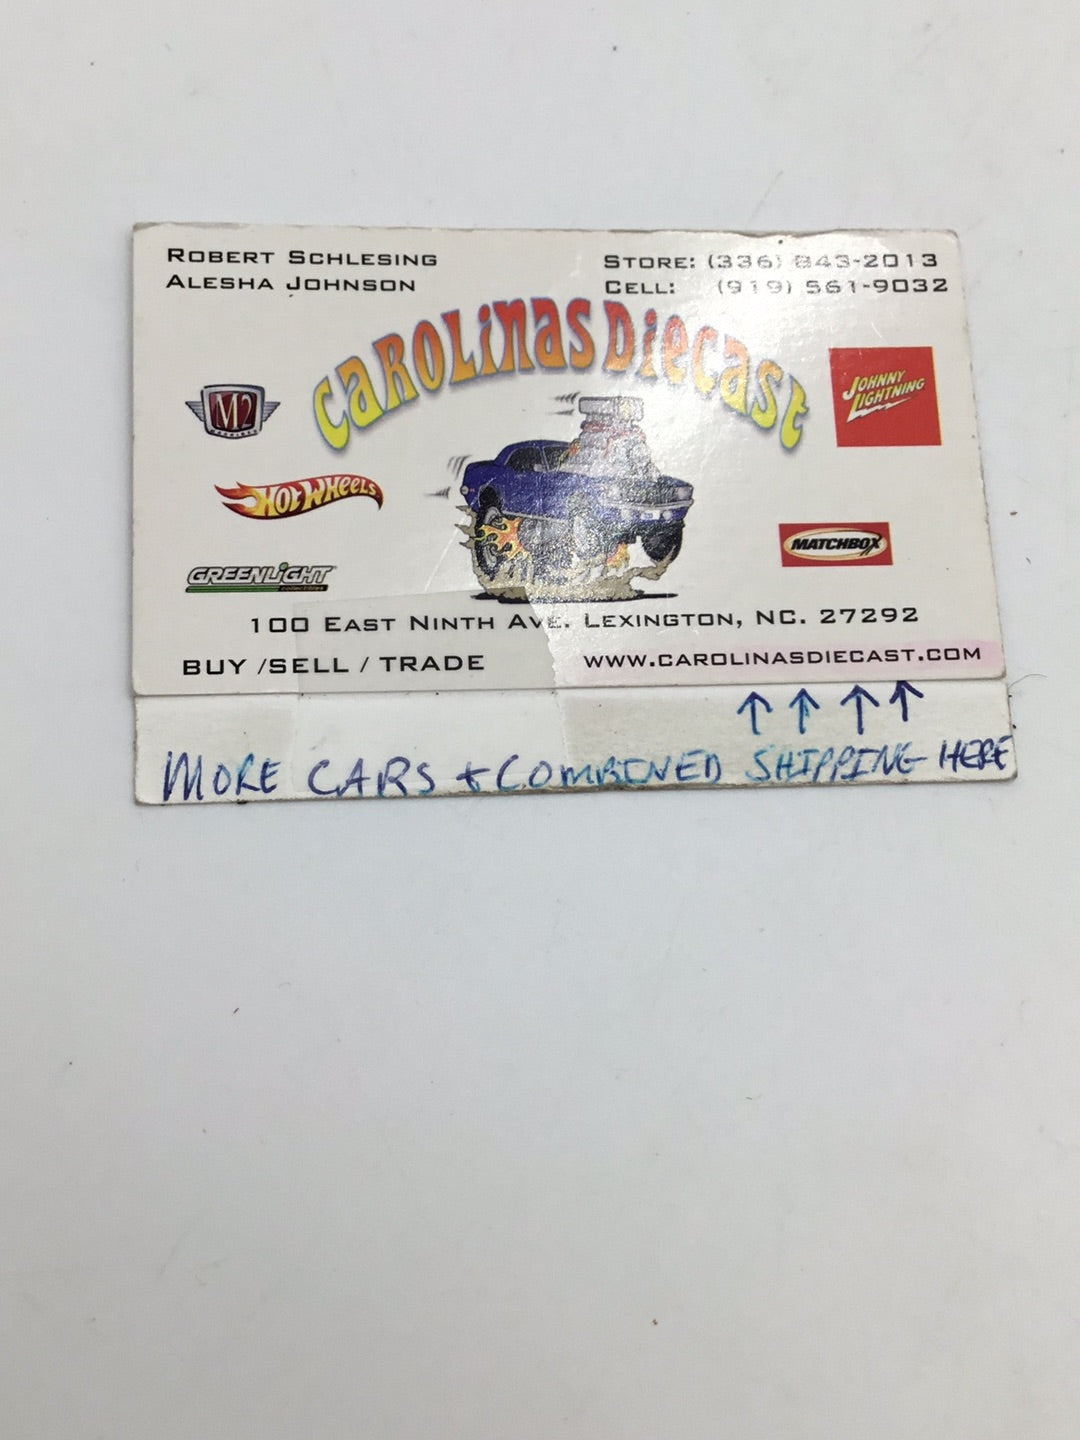 ROBERT SCHLESING
ALESHA JOHNSON
STORE: (336) 843-2013
CELL: (919) 561-9032
CAROLINAS DIECAST
M2
MACHINES
JOHNNY
LIGHTNING
HOT WHEELS
MATCHBOX
GREENLIGHT
collectibles
100 EAST NINTH AVE. LEXINGTON, NC. 27292
BUY /SELL / TRADE
WWW.CAROLINASDIECAST.COM
MORE CARS + COMBINED SHIPPING HERE